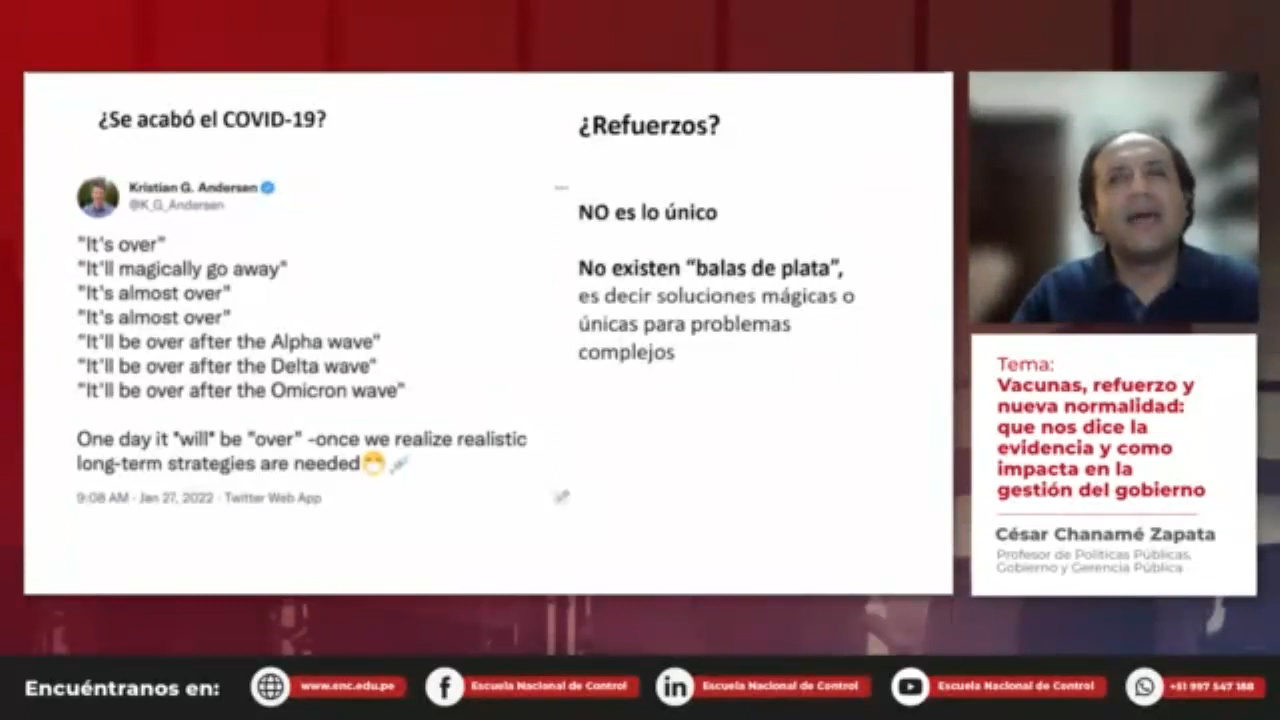 ¿Se acabó el COVID-19?
Kristian G. Andersen
@K_G_Andersen
"It's over"
"It'll magically go away"
"It's almost over"
"It's almost over"
"It'll be over after the Alpha wave"
"It'll be over after the Delta wave"
"It'll be over after the Omicron wave"
One day it *will* be "over" -once we realize realistic
long-term strategies are needed😷💉
9:08 AM · Jan 27, 2022 · Twitter Web App
¿Refuerzos?
NO es lo único
No existen “balas de plata”,
es decir soluciones mágicas o
únicas para problemas
complejos
Tema:
Vacunas, refuerzo y
nueva normalidad:
que nos dice la
evidencia y como
impacta en la
gestión del gobierno
César Chanamé Zapata
Profesor de Políticas Públicas,
Gobierno y Gerencia Pública
Encuéntranos en:
www.enc.edu.pe
Escuela Nacional de Control
Escuela Nacional de Control
Escuela Nacional de Control
+51 997 547 188